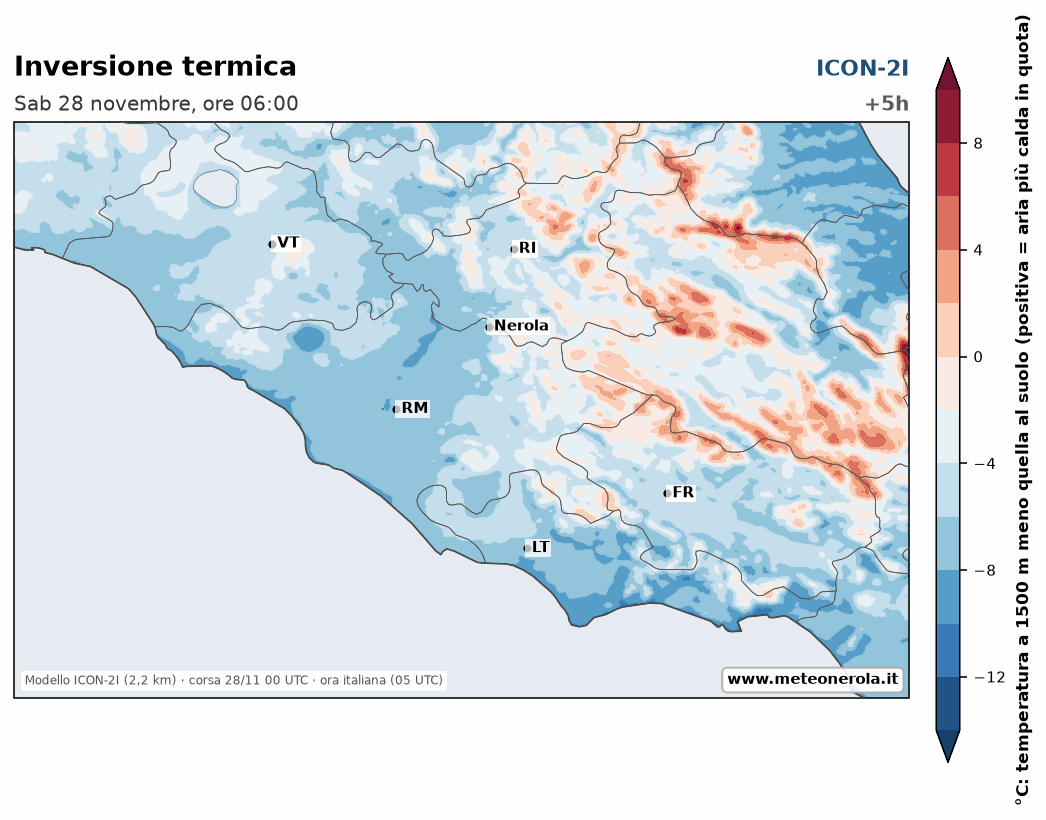 Inversione termica
ICON-2I
Sab 28 novembre, ore 06:00
+5h
VT
RI
Nerola
RM
FR
LT
Modello ICON-2I (2,2 km) · corsa 28/11 00 UTC · ora italiana (05 UTC)
www.meteonerola.it
8
4
0
−4
−8
−12
°C: temperatura a 1500 m meno quella al suolo (positiva = aria più calda in quota)